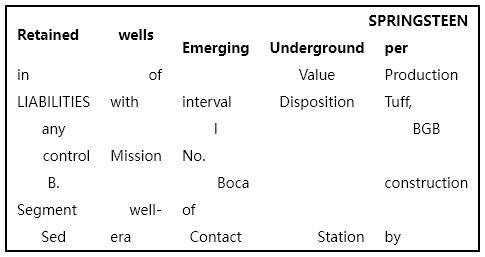 Retained wells Emerging Underground SPRINGSTEEN per
in of Value Production
LIABILITIES with interval Disposition Tuff,
any I BGB
control Mission No.
B. Boca construction
Segment well- of
Sed era Contact Station by